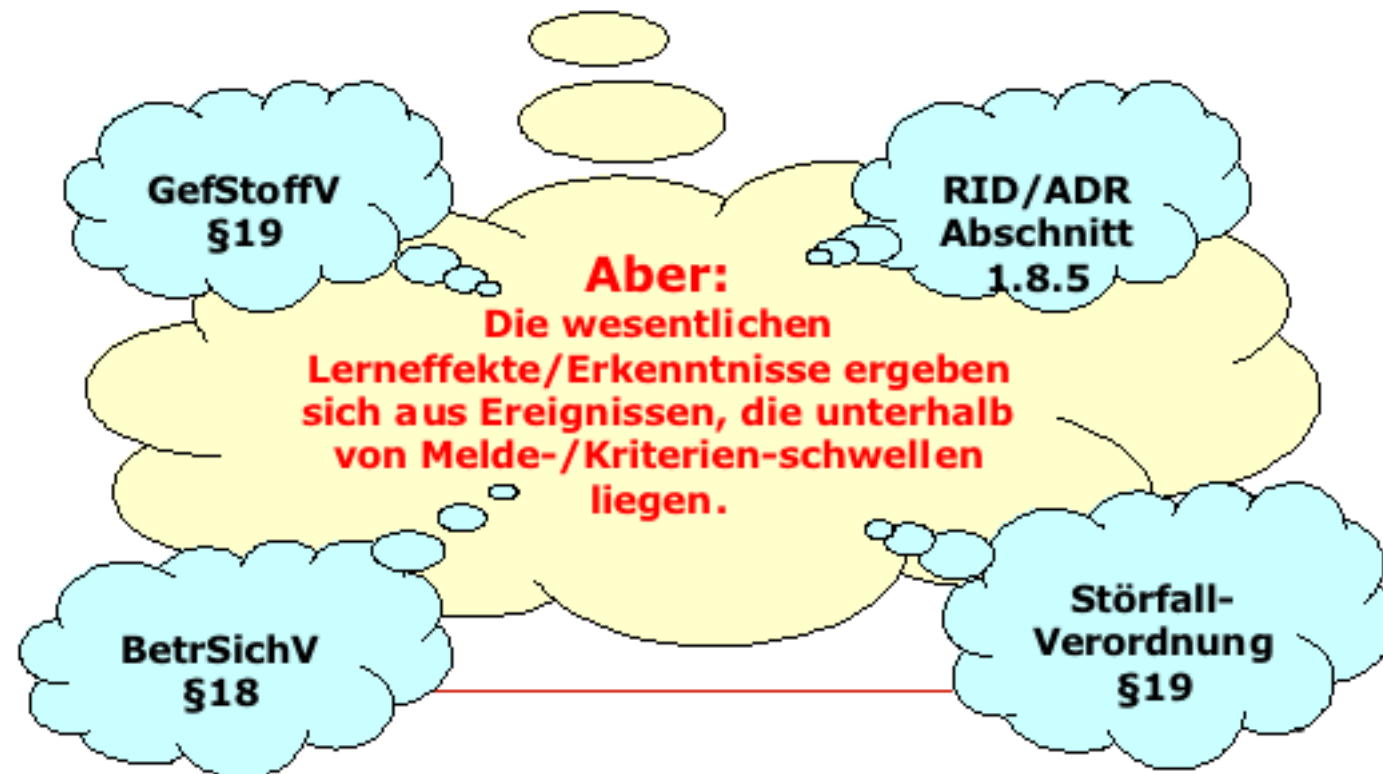 GefStoffV
§19
RID/ADR
Abschnitt
1.8.5
Aber:
Die wesentlichen
Lerneffekte/Erkenntnisse ergeben
sich aus Ereignissen, die unterhalb
von Melde-/Kriterien-schwellen
liegen.
BetrSichV
§18
Störfall-
Verordnung
§19